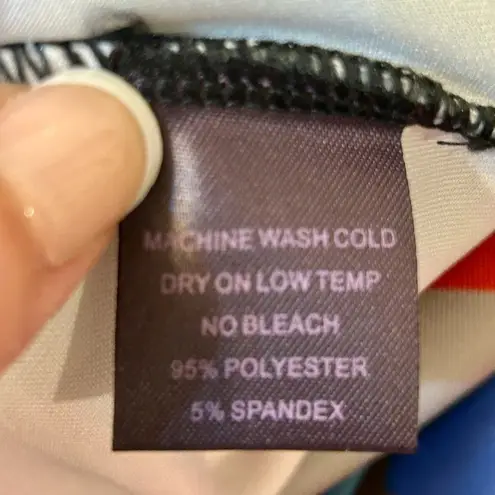 MACHINE WASH COLD
DRY ON LOW TEMP
NO BLEACH
95% POLYESTER
5% SPANDEX